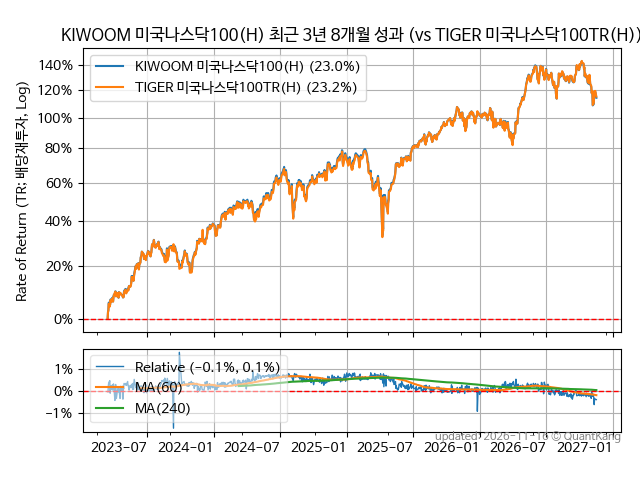 KIWOOM 미국나스닥100(H) 최근 3년 8개월 성과 (vs TIGER 미국나스닥100TR(H))
KIWOOM 미국나스닥100(H) (23.0%)
TIGER 미국나스닥100TR(H) (23.2%)
Rate of Return (TR: 배당재투자, Log)
140%
120%
100%
80%
60%
40%
20%
0%
Relative (−0.1%, 0.1%)
MA(60)
MA(240)
1%
0%
−1%
updated: 2026-11-16 © QuantKang
2023-07
2024-01
2024-07
2025-01
2025-07
2026-01
2026-07
2027-01